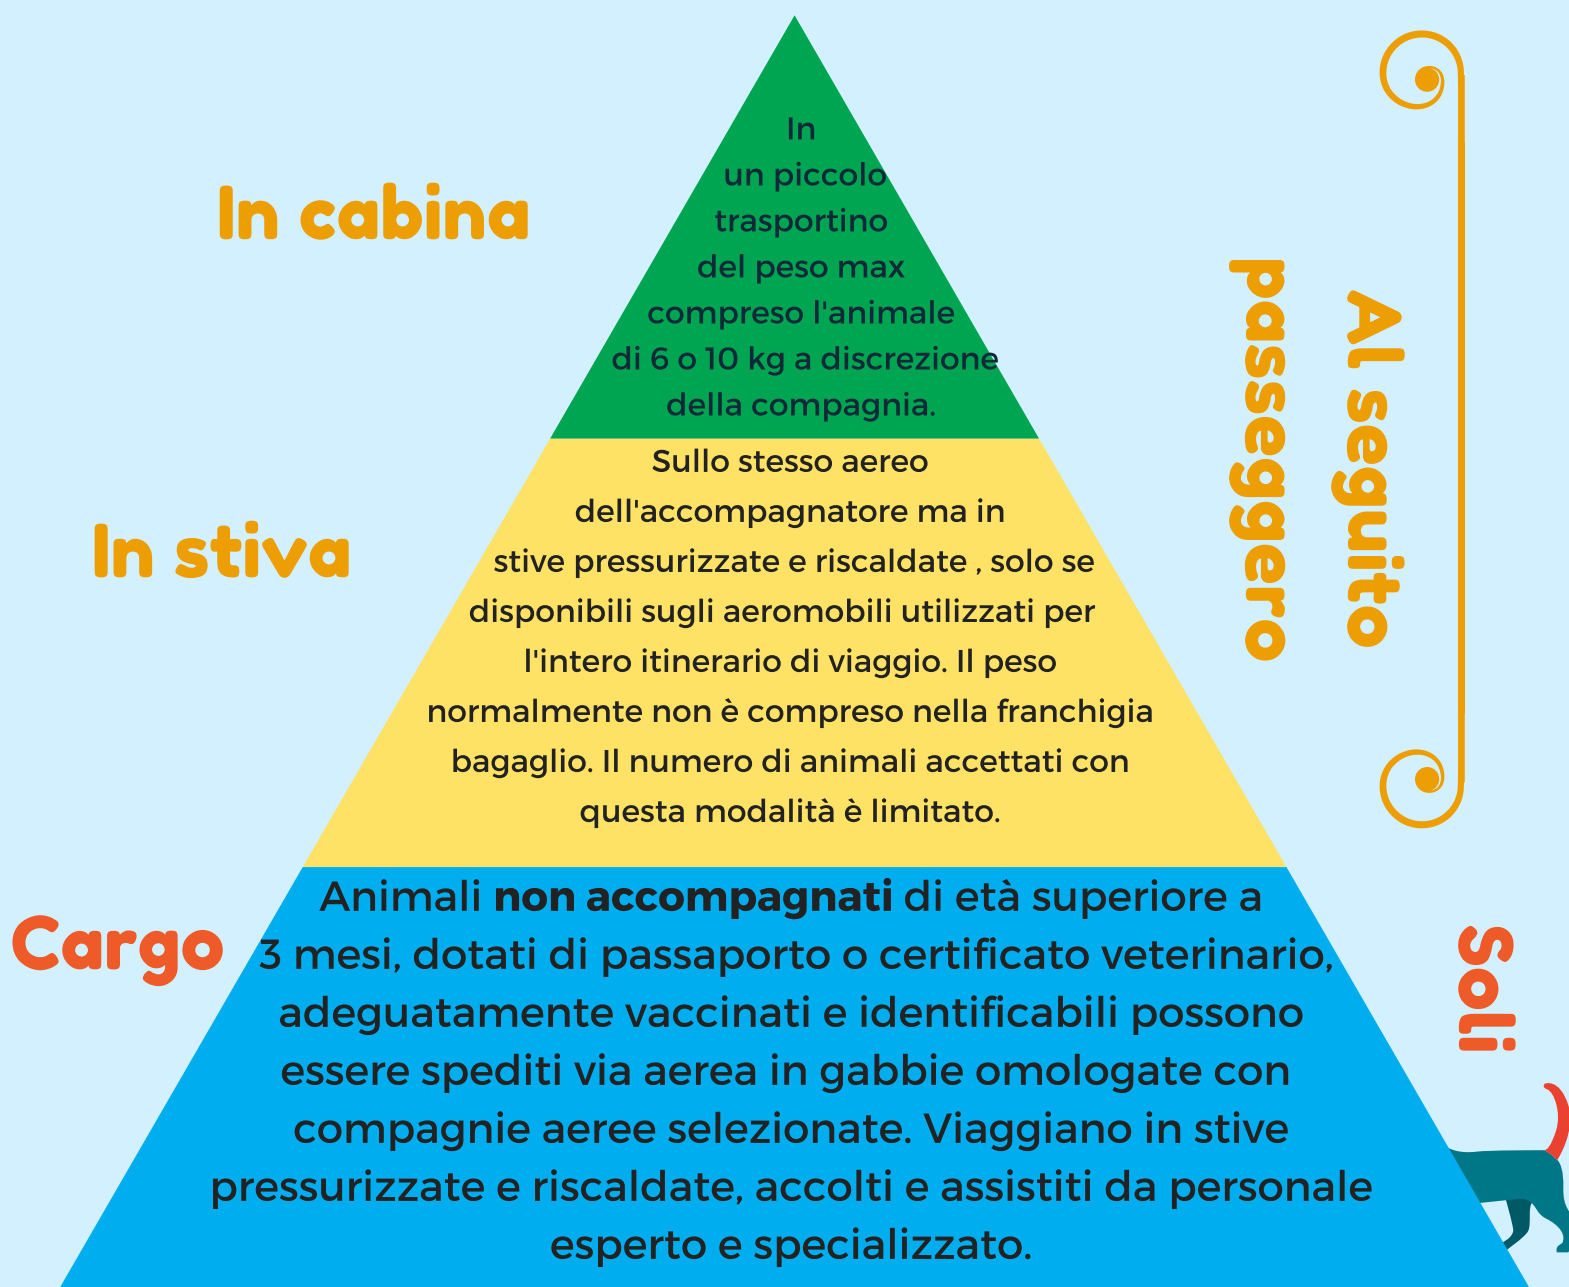 In cabina
In
un piccolo
trasportino
del peso max
compreso l'animale
di 6 o 10 kg a discrezione
della compagnia.
Al seguito
passeggero
In stiva
Sullo stesso aereo
dell'accompagnatore ma in
stive pressurizzate e riscaldate , solo se
disponibili sugli aeromobili utilizzati per
l'intero itinerario di viaggio. Il peso
normalmente non è compreso nella franchigia
bagaglio. Il numero di animali accettati con
questa modalità è limitato.
Cargo
Animali non accompagnati di età superiore a
3 mesi, dotati di passaporto o certificato veterinario,
adeguatamente vaccinati e identificabili possono
essere spediti via aerea in gabbie omologate con
compagnie aeree selezionate. Viaggiano in stive
pressurizzate e riscaldate, accolti e assistiti da personale
esperto e specializzato.
Soli